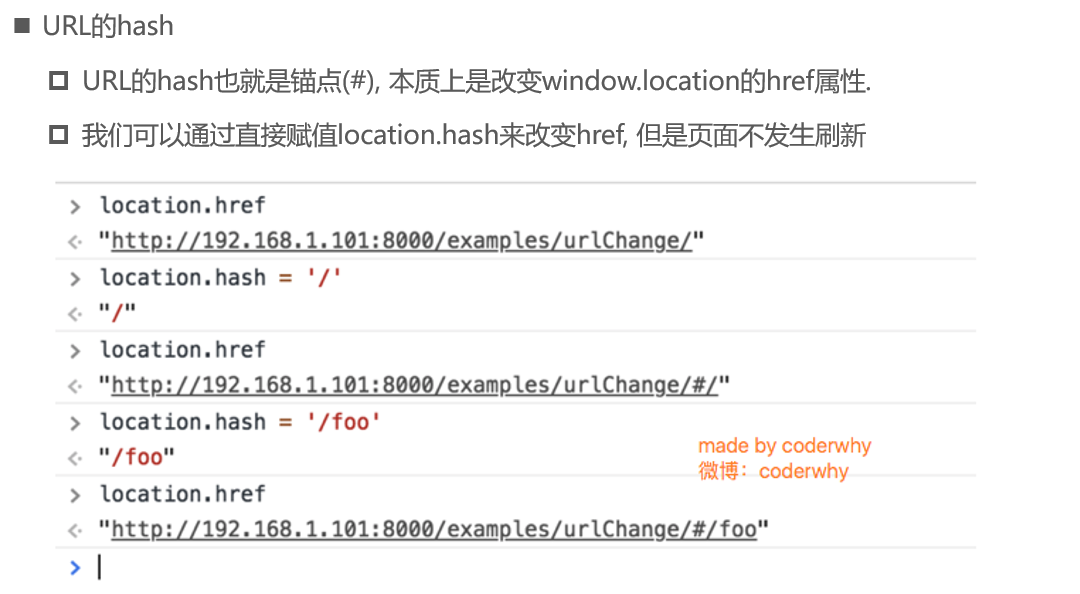 URL的hash
URL的hash也就是锚点(#), 本质上是改变window.location的href属性.
我们可以通过直接赋值location.hash来改变href, 但是页面不发生刷新
> location.href
< "http://192.168.1.101:8000/examples/urlChange/"
> location.hash = '/'
< "/"
> location.href
< "http://192.168.1.101:8000/examples/urlChange/#/"
> location.hash = '/foo'
< "/foo"
made by coderwhy
微博：coderwhy
> location.href
< "http://192.168.1.101:8000/examples/urlChange/#/foo"
>